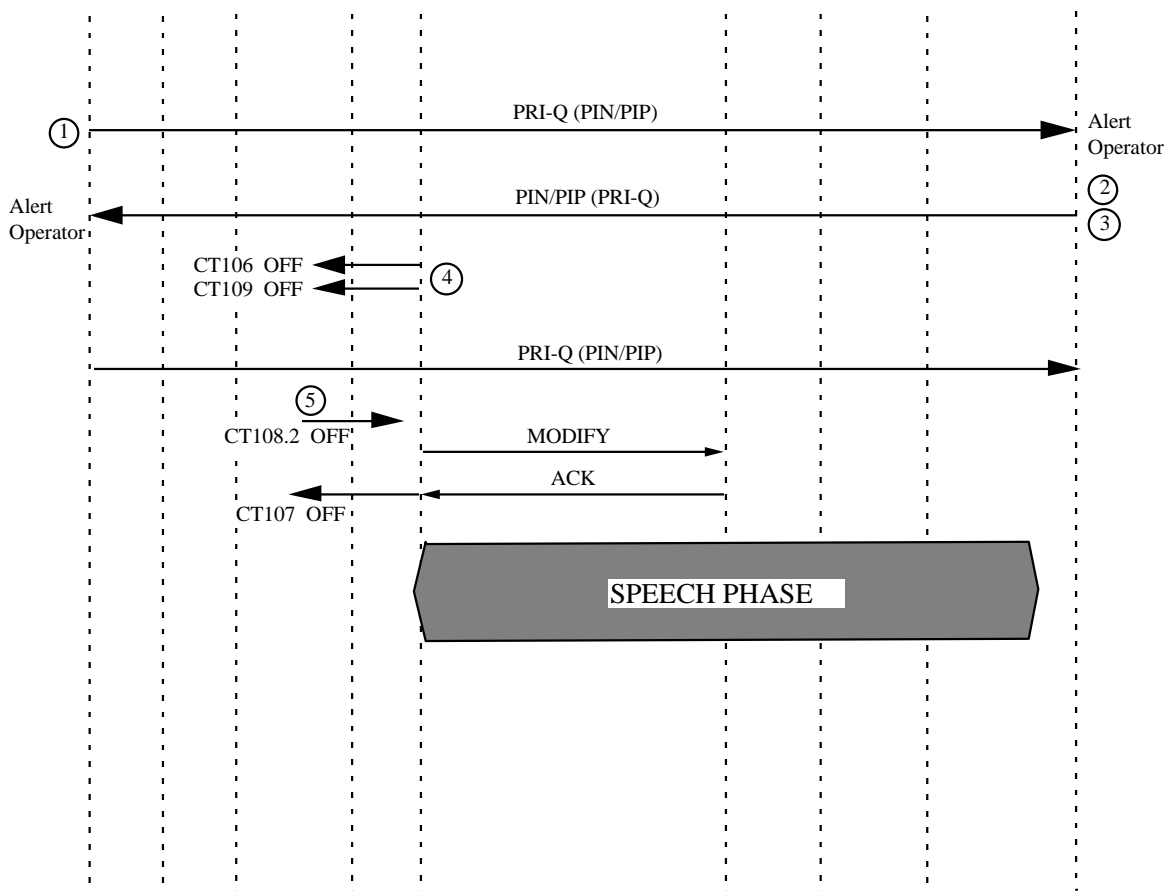 PRI-Q (PIN/PIP)
1
Alert
Operator
PIN/PIP (PRI-Q)
2
Alert
Operator
3
CT106 OFF
4
CT109 OFF
PRI-Q (PIN/PIP)
5
CT108.2 OFF
MODIFY
ACK
CT107 OFF
SPEECH PHASE